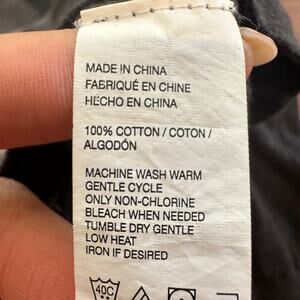 MADE IN CHINA
FABRIQUÉ EN CHINE
HECHO EN CHINA
100% COTTON / COTON /
ALGODÓN
MACHINE WASH WARM
GENTLE CYCLE
ONLY NON-CHLORINE
BLEACH WHEN NEEDED
TUMBLE DRY GENTLE
LOW HEAT
IRON IF DESIRED
40C